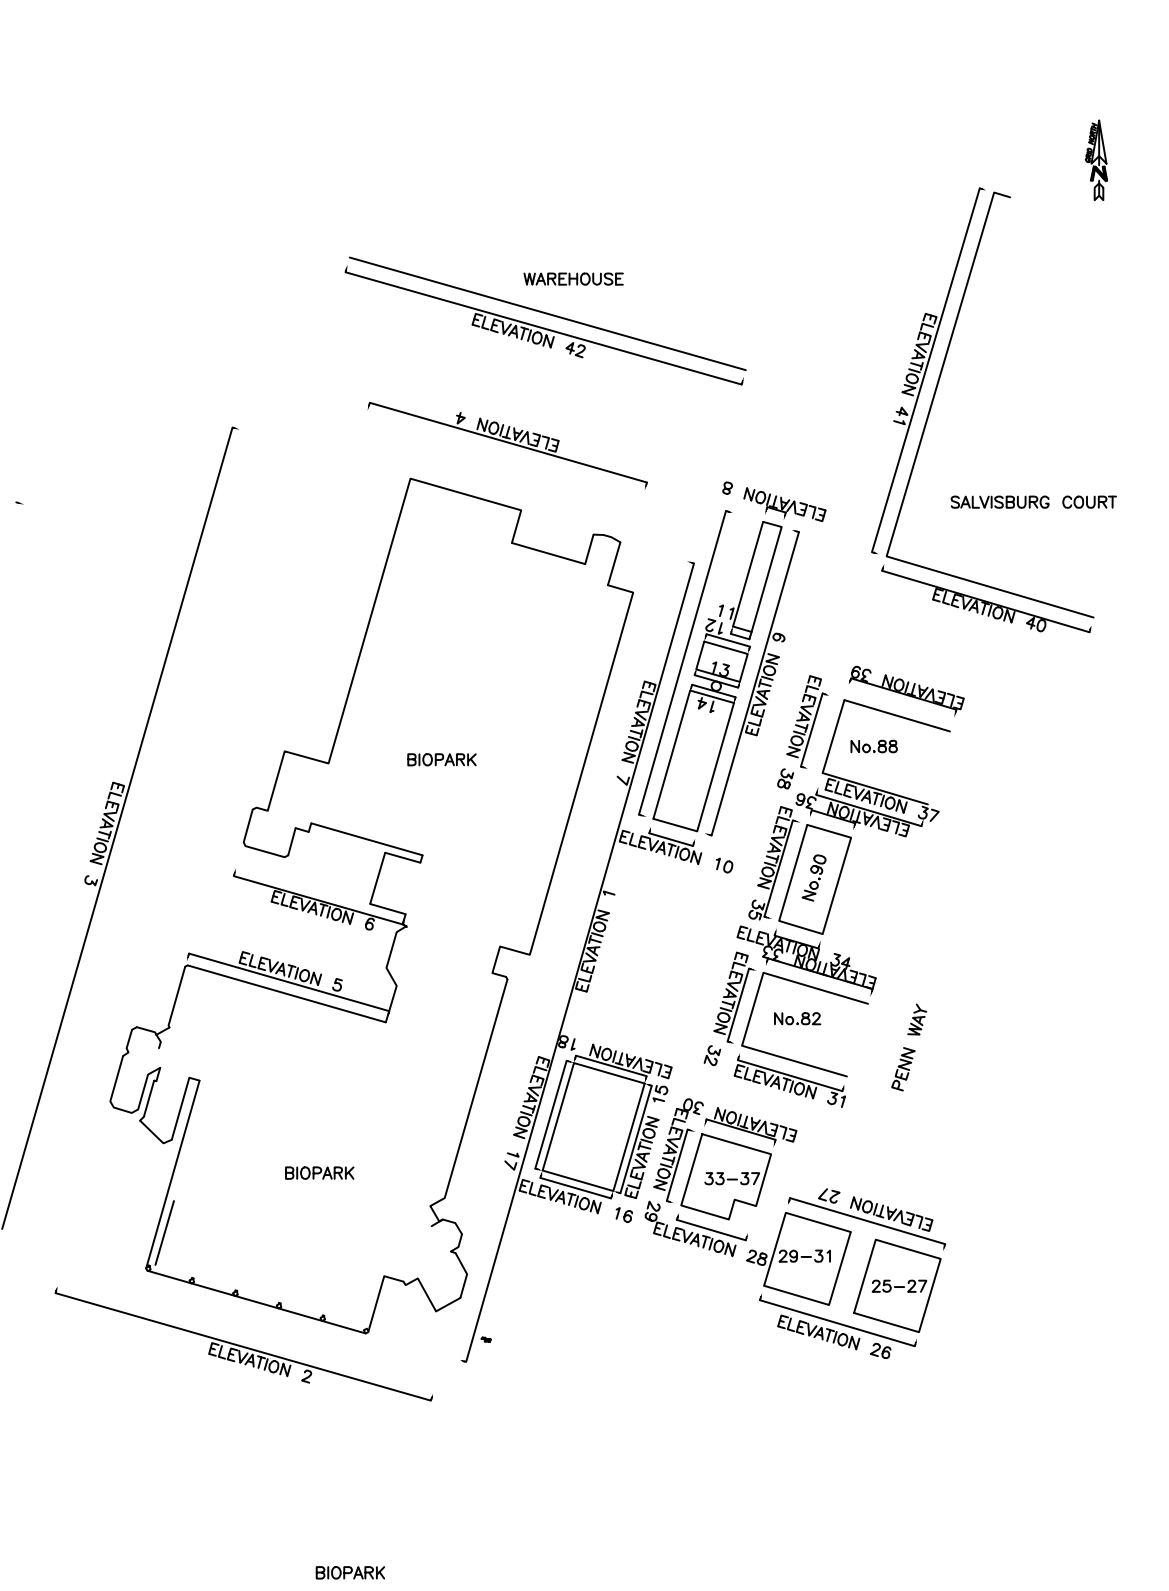 WAREHOUSE
ELEVATION 42
N
ELEVATION 41
ELEVATION 4
SALVISBURG COURT
ELEVATION 8
ELEVATION 40
11
12
13
14
ELEVATION 9
ELEVATION 7
ELEVATION 39
ELEVATION 38
No.88
ELEVATION 37
ELEVATION 36
BIOPARK
ELEVATION 3
ELEVATION 10
ELEVATION 35
No.90
ELEVATION 6
ELEVATION 1
ELEVATION 34
ELEVATION 33
ELEVATION 5
ELEVATION 32
No.82
PENN WAY
ELEVATION 31
ELEVATION 18
ELEVATION 17
ELEVATION 15
ELEVATION 16
ELEVATION 30
ELEVATION 29
33-37
ELEVATION 28
BIOPARK
ELEVATION 27
29-31
25-27
ELEVATION 26
ELEVATION 2
BIOPARK